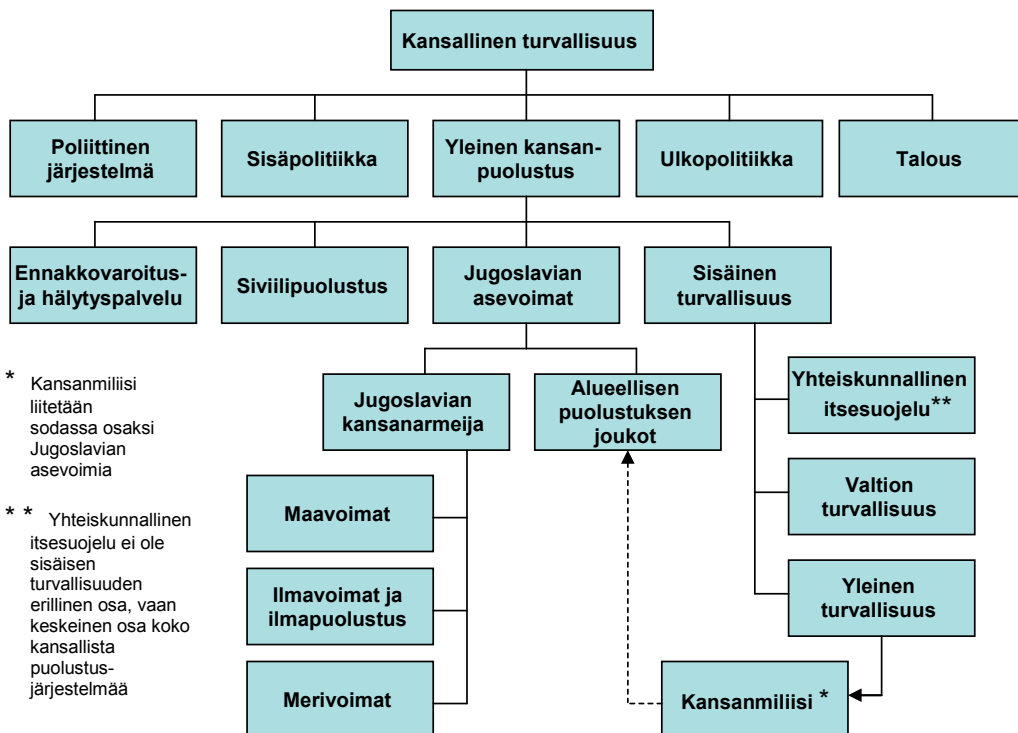 Kansallinen turvallisuus
Poliittinen
järjestelmä
Sisäpolitiikka
Yleinen kansan-
puolustus
Ulkopolitiikka
Talous
Ennakkovaroitus-
ja hälytyspalvelu
Siviilipuolustus
Jugoslavian
asevoimat
Sisäinen
turvallisuus
* Kansanmiliisi
liitetään
sodassa osaksi
Jugoslavian
asevoimia
Jugoslavian
kansanarmeija
Alueellisen
puolustuksen
joukot
Yhteiskunnallinen
itsesuojelu**
Maavoimat
Valtion
turvallisuus
* * Yhteiskunnallinen
itsesuojelu ei ole
sisäisen
turvallisuuden
erillinen osa, vaan
keskeinen osa koko
kansallista
puolustus-
järjestelmää
Ilmavoimat ja
ilmapuolustus
Yleinen
turvallisuus
Merivoimat
Kansanmiliisi *